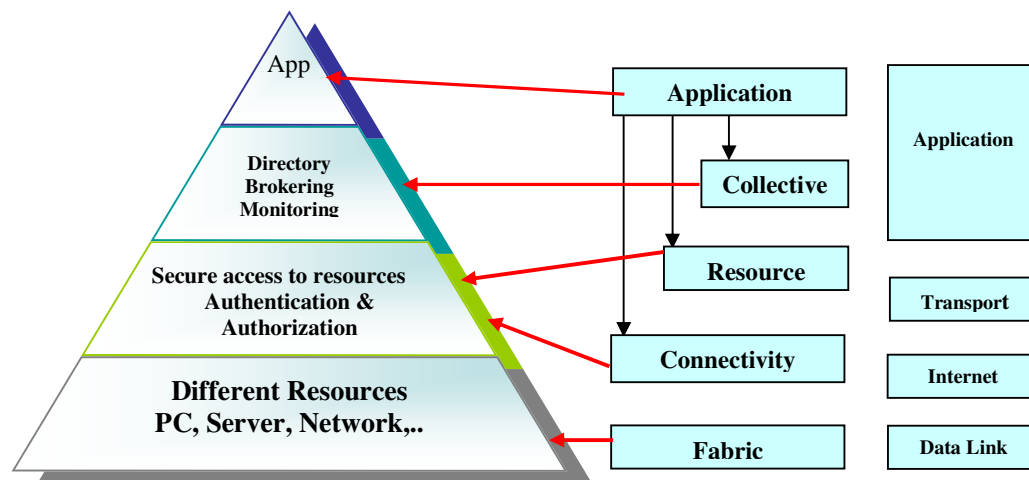 App
Directory
Brokering
Monitoring
Secure access to resources
Authentication &
Authorization
Different Resources
PC, Server, Network,..
Application
Collective
Resource
Connectivity
Fabric
Application
Transport
Internet
Data Link